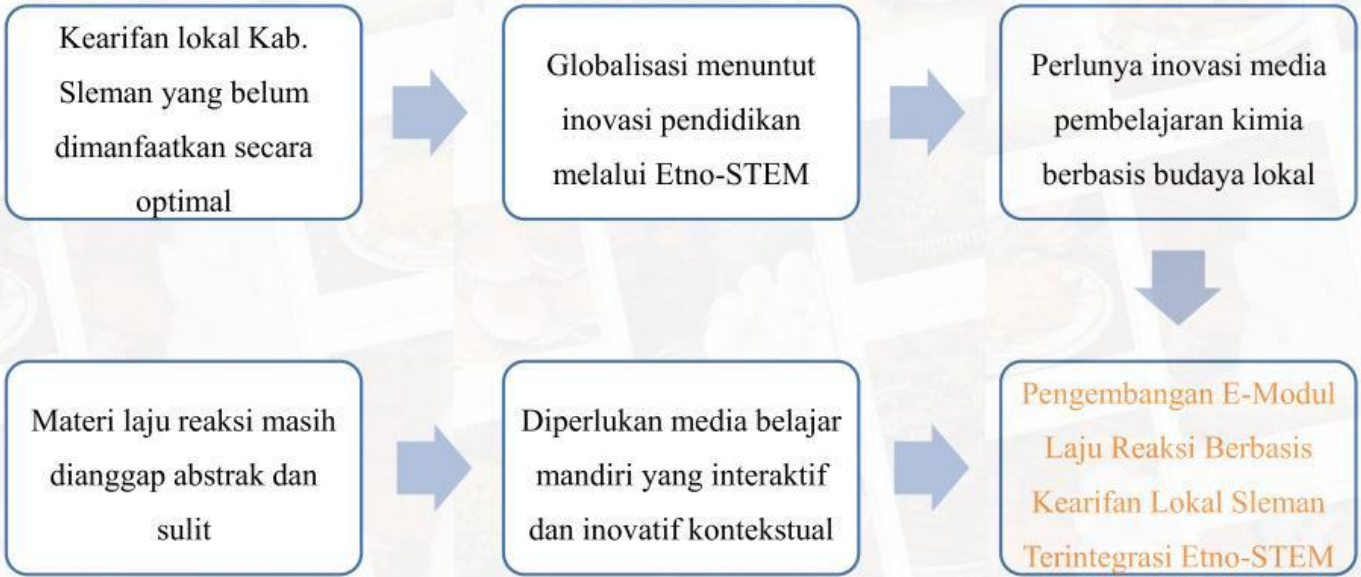 Kearifan lokal Kab.
Sleman yang belum
dimanfaatkan secara
optimal
Globalisasi menuntut
inovasi pendidikan
melalui Etno-STEM
Perlunya inovasi media
pembelajaran kimia
berbasis budaya lokal
Materi laju reaksi masih
dianggap abstrak dan
sulit
Diperlukan media belajar
mandiri yang interaktif
dan inovatif kontekstual
Pengembangan E-Modul
Laju Reaksi Berbasis
Kearifan Lokal Sleman
Terintegrasi Etno-STEM